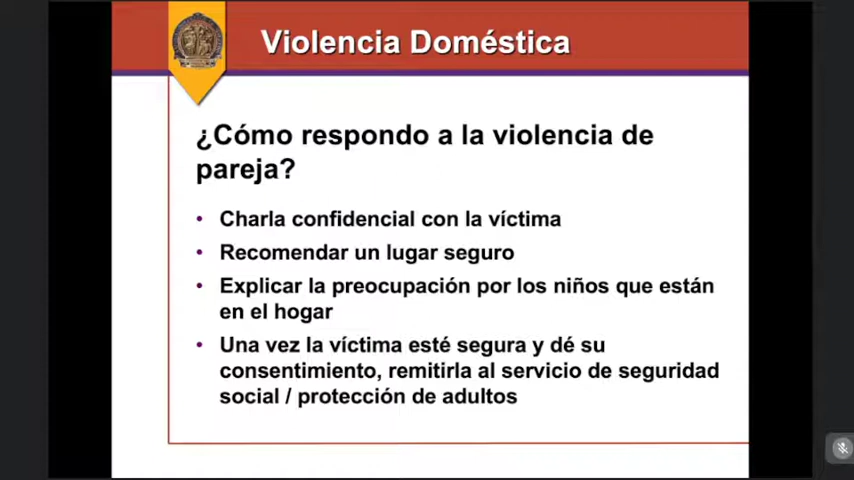 Violencia Doméstica
¿Cómo respondo a la violencia de
pareja?
• Charla confidencial con la víctima
• Recomendar un lugar seguro
• Explicar la preocupación por los niños que están
en el hogar
• Una vez la víctima esté segura y dé su
consentimiento, remitirla al servicio de seguridad
social / protección de adultos